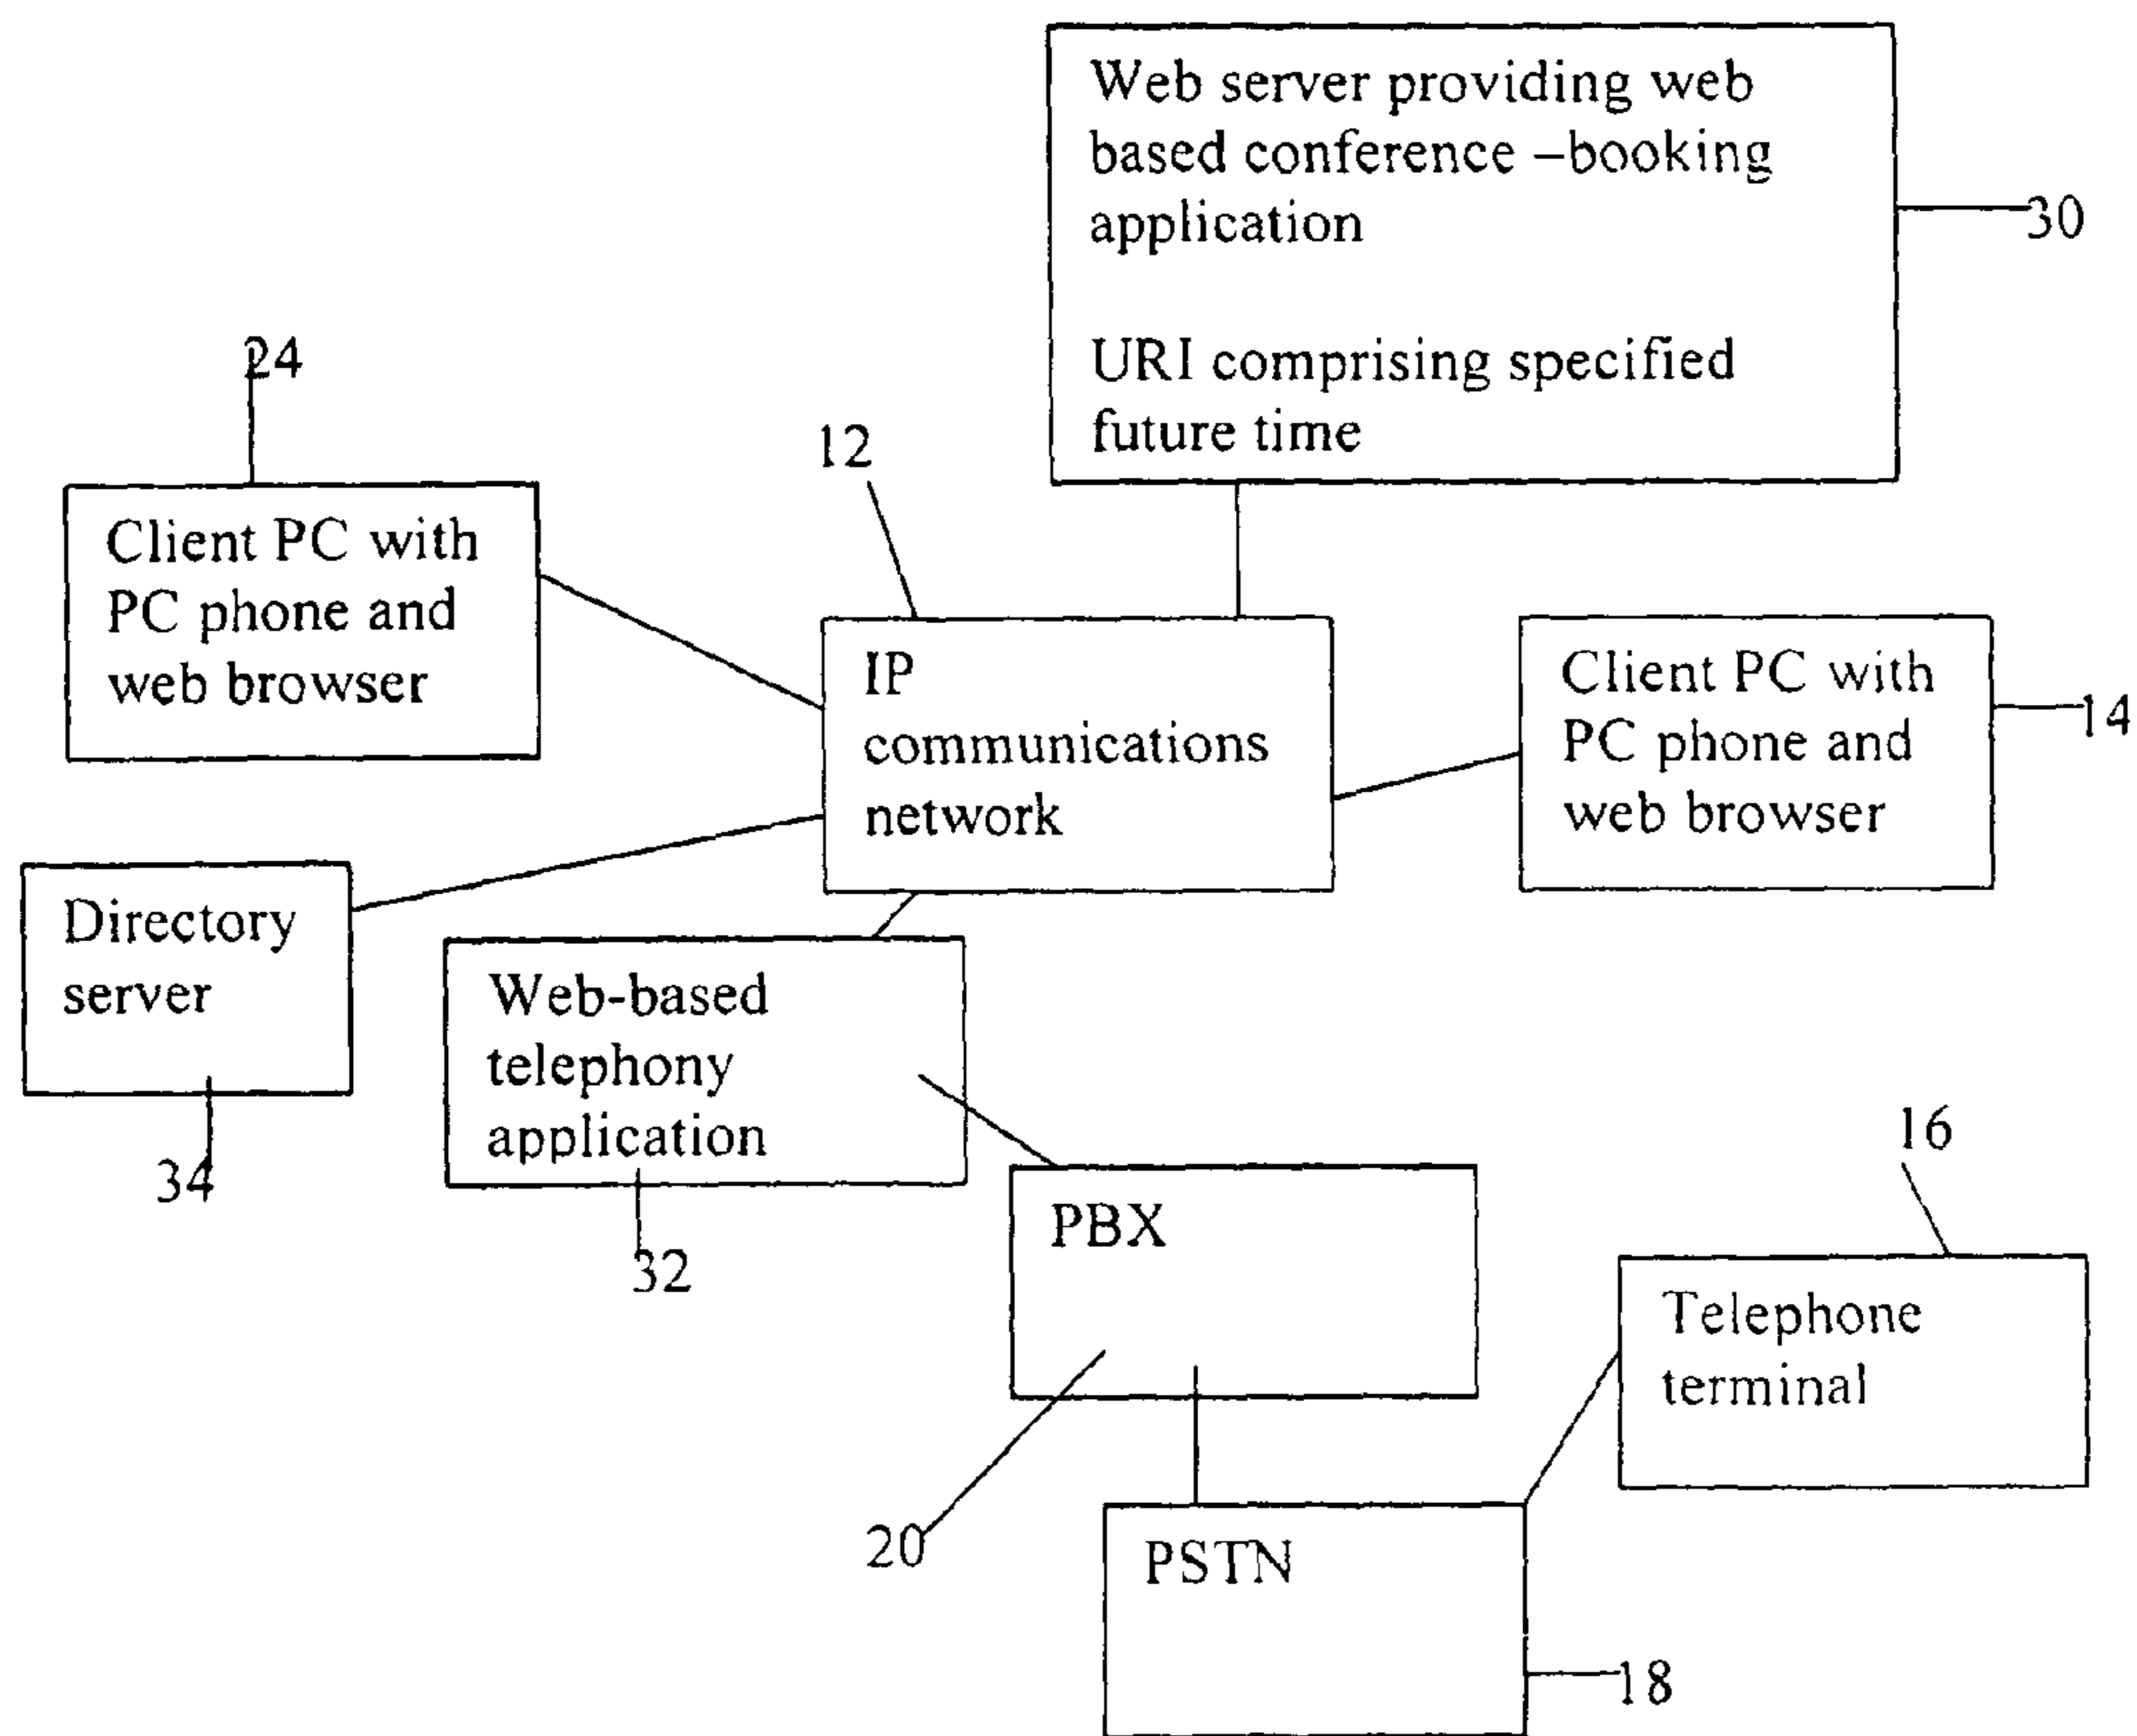 Web server providing web
based conference –booking
application
URI comprising specified
future time
30
24
12
Client PC with
PC phone and
web browser
IP
communications
network
Client PC with
PC phone and
web browser
14
Directory
server
34
Web-based
telephony
application
32
PBX
20
16
Telephone
terminal
PSTN
18